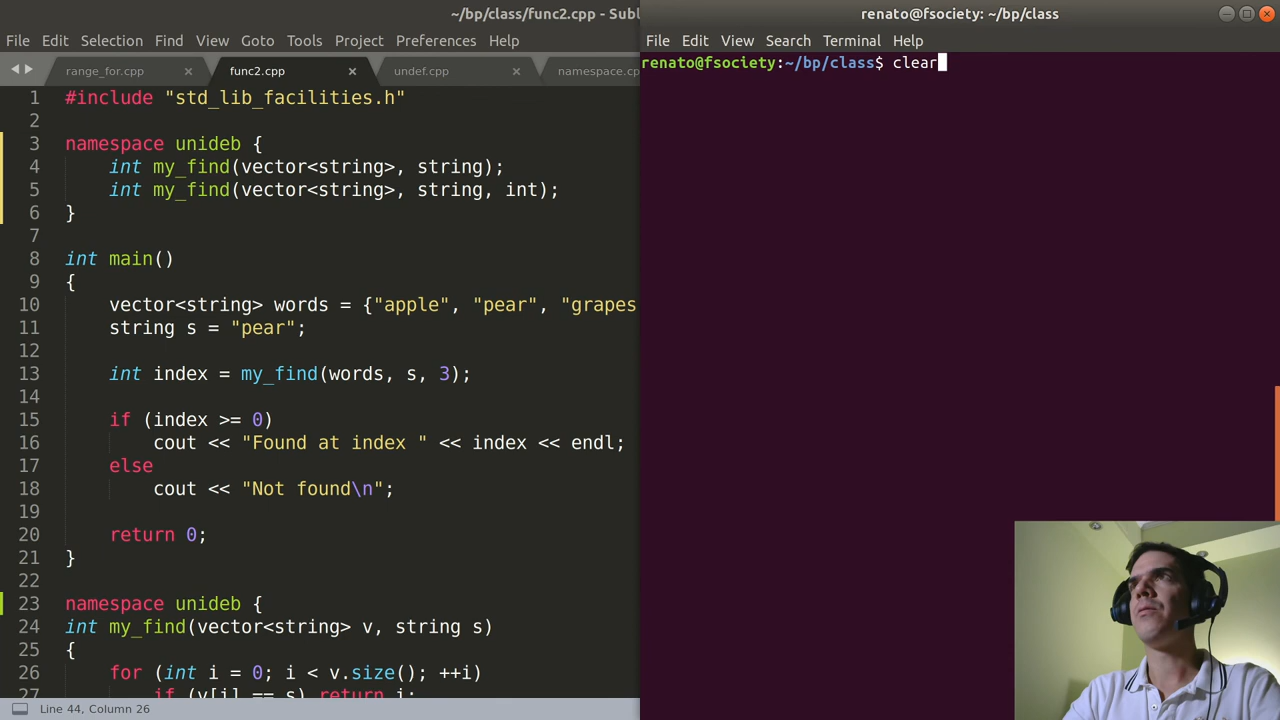 ~/bp/class/func2.cpp - Subl
File Edit Selection Find View Goto Tools Project Preferences Help
range_for.cpp func2.cpp undef.cpp namespace.cp
1 #include "std_lib_facilities.h"
2
3 namespace unideb {
4 int my_find(vector<string>, string);
5 int my_find(vector<string>, string, int);
6 }
7
8 int main()
9 {
10 vector<string> words = {"apple", "pear", "grapes
11 string s = "pear";
12
13 int index = my_find(words, s, 3);
14
15 if (index >= 0)
16 cout << "Found at index " << index << endl;
17 else
18 cout << "Not found\n";
19
20 return 0;
21 }
22
23 namespace unideb {
24 int my_find(vector<string> v, string s)
25 {
26 for (int i = 0; i < v.size(); ++i)
27 if (v[i] == s) return i;
Line 44, Column 26
renato@fsociety: ~/bp/class
File Edit View Search Terminal Help
renato@fsociety:~/bp/class$ clear